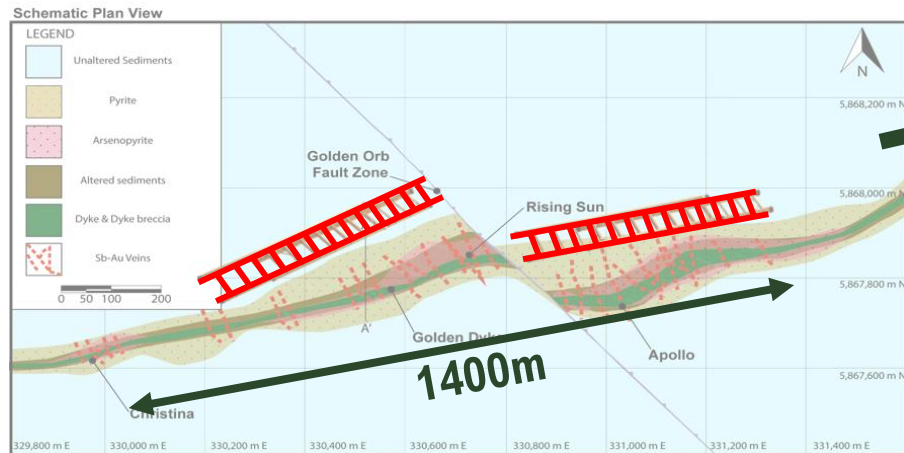 Schematic Plan View
LEGEND
Unaltered Sediments
Pyrite
Arsenopyrite
Altered sediments
Dyke & Dyke breccia
Sb-Au Veins
0 50 100 200
N
5,868,200 m N
Golden Orb
Fault Zone
5,868,000 m N
Rising Sun
5,867,800 m N
A'
Golden Dyke
Apollo
1400m
5,867,600 m N
Christina
329,800 m E
330,000 m E
330,200 m E
330,400 m E
330,600 m E
330,800 m E
331,000 m E
331,200 m E
331,400 m E